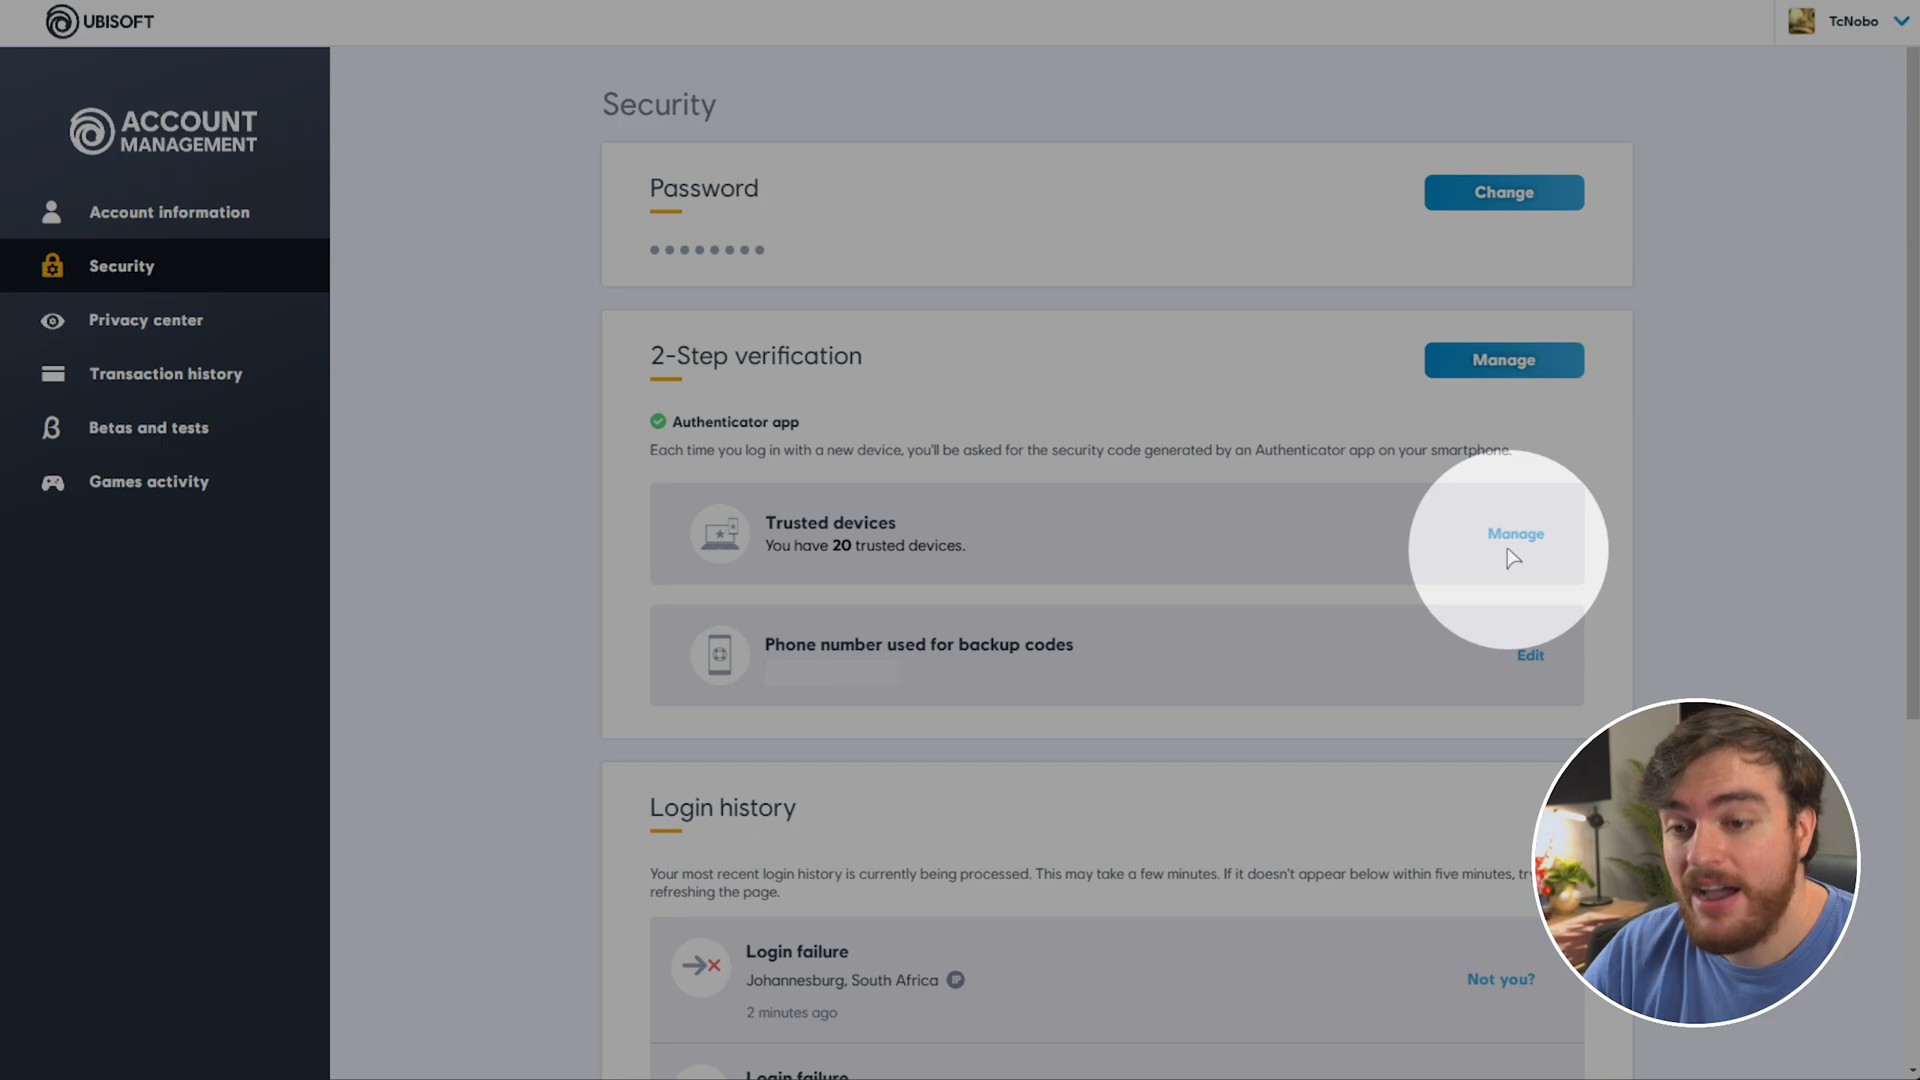 UBISOFT
TcNobo
ACCOUNT
MANAGEMENT
Account information
Security
Privacy center
Transaction history
Betas and tests
Games activity
Security
Password
Change
2-Step verification
Manage
Authenticator app
Each time you log in with a new device, you'll be asked for the security code generated by an Authenticator app on your smartphone.
Trusted devices
You have 20 trusted devices.
Manage
Phone number used for backup codes
Edit
Login history
Your most recent login history is currently being processed. This may take a few minutes. If it doesn't appear below within five minutes,
refreshing the page.
Login failure
Johannesburg, South Africa IP
2 minutes ago
Not you?
Login failure